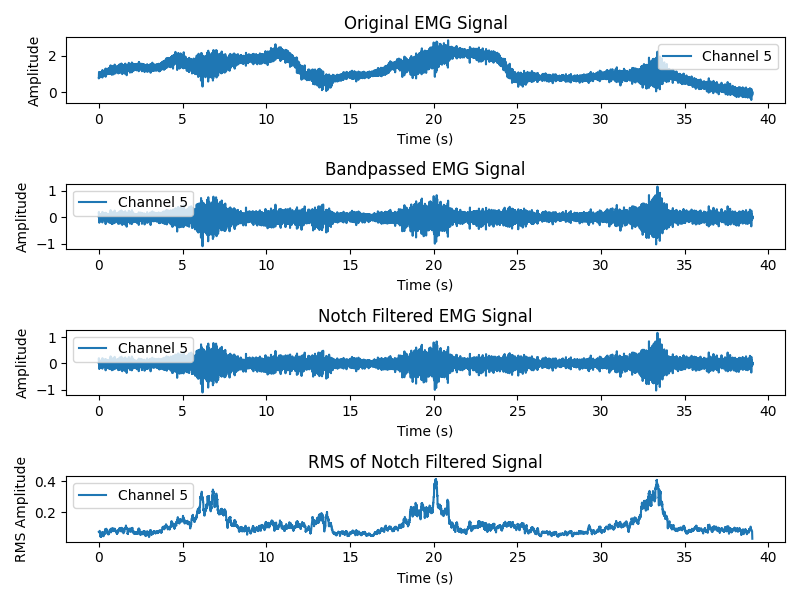 Original EMG Signal
Amplitude
2
0
Channel 5
0 5 10 15 20 25 30 35 40
Time (s)
Bandpassed EMG Signal
Amplitude
1
0
−1
Channel 5
0 5 10 15 20 25 30 35 40
Time (s)
Notch Filtered EMG Signal
Amplitude
1
0
−1
Channel 5
0 5 10 15 20 25 30 35 40
Time (s)
RMS of Notch Filtered Signal
RMS Amplitude
0.4
0.2
Channel 5
0 5 10 15 20 25 30 35 40
Time (s)